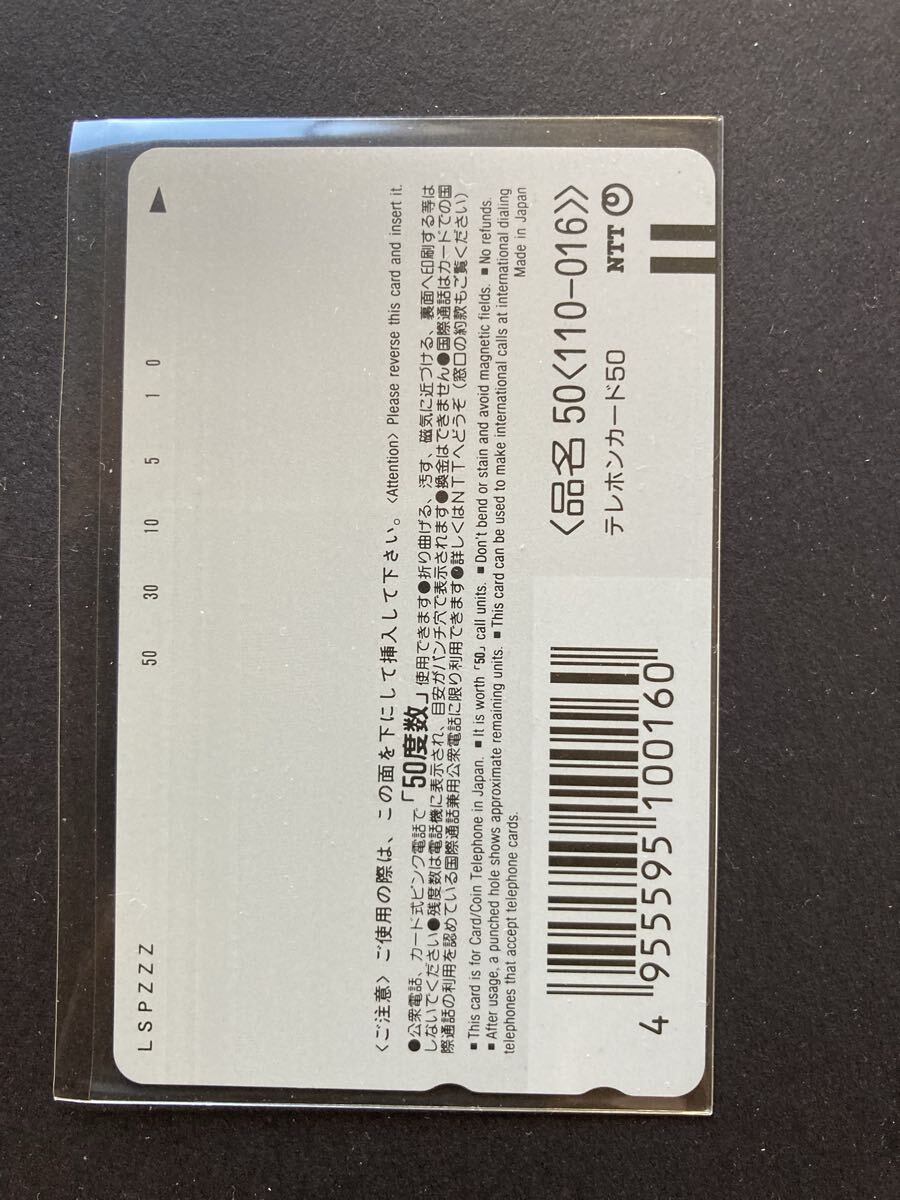 LSPZZZ
50 30 10 5 1 0
〈ご注意〉ご使用の際は、この面を下にして挿入して下さい。〈Attention〉Please reverse this card and insert it.
●公衆電話、カード式ピンク電話で「50度数」使用できます●折り曲げる、汚す、磁気に近づける、裏面へ印刷する等は
しないでください●残度数は電話機に表示され、目安がパンチ穴で表示されます●換金はできません●国際通話はカードでの国
際通話の利用を認めている国際通話兼用公衆電話に限り利用できます●詳しくはNTTへどうぞ（窓口の約款もご覧ください）
■This card is for Card/Coin Telephone in Japan. ■It is worth「50」call units. ■Don't bend or stain and avoid magnetic fields. ■No refunds.
■After usage, a punched hole shows approximate remaining units. ■This card can be used to make international calls at international dialing
telephones that accept telephone cards.
Made in Japan
〈品名 50〈110-016〉〉
テレホンカード50
NTT
4 955595 100160